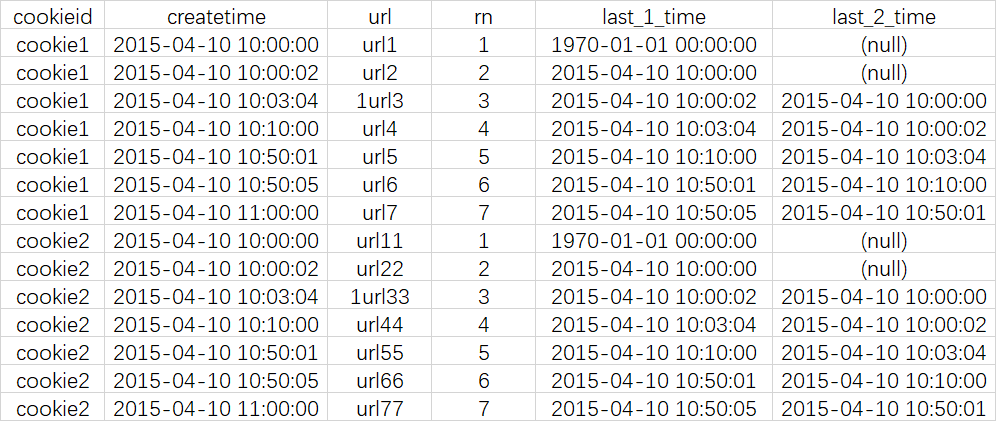 cookieid createtime url rn last_1_time last_2_time
cookie1 2015-04-10 10:00:00 url1 1 1970-01-01 00:00:00 (null)
cookie1 2015-04-10 10:00:02 url2 2 2015-04-10 10:00:00 (null)
cookie1 2015-04-10 10:03:04 1url3 3 2015-04-10 10:00:02 2015-04-10 10:00:00
cookie1 2015-04-10 10:10:00 url4 4 2015-04-10 10:03:04 2015-04-10 10:00:02
cookie1 2015-04-10 10:50:01 url5 5 2015-04-10 10:10:00 2015-04-10 10:03:04
cookie1 2015-04-10 10:50:05 url6 6 2015-04-10 10:50:01 2015-04-10 10:10:00
cookie1 2015-04-10 11:00:00 url7 7 2015-04-10 10:50:05 2015-04-10 10:50:01
cookie2 2015-04-10 10:00:00 url11 1 1970-01-01 00:00:00 (null)
cookie2 2015-04-10 10:00:02 url22 2 2015-04-10 10:00:00 (null)
cookie2 2015-04-10 10:03:04 1url33 3 2015-04-10 10:00:02 2015-04-10 10:00:00
cookie2 2015-04-10 10:10:00 url44 4 2015-04-10 10:03:04 2015-04-10 10:00:02
cookie2 2015-04-10 10:50:01 url55 5 2015-04-10 10:10:00 2015-04-10 10:03:04
cookie2 2015-04-10 10:50:05 url66 6 2015-04-10 10:50:01 2015-04-10 10:10:00
cookie2 2015-04-10 11:00:00 url77 7 2015-04-10 10:50:05 2015-04-10 10:50:01